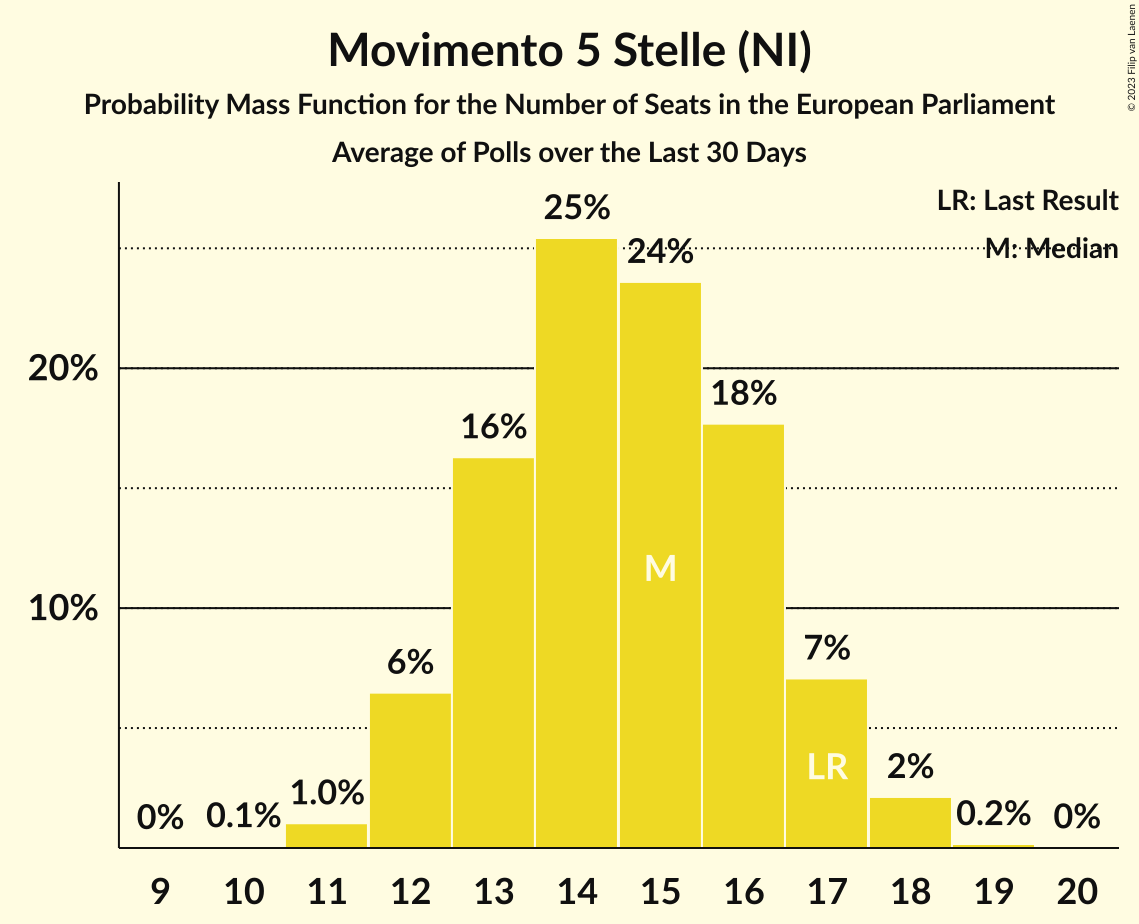 Movimento 5 Stelle (NI)
Probability Mass Function for the Number of Seats in the European Parliament
Average of Polls over the Last 30 Days
© 2023 Filip van Laenen
LR: Last Result
M: Median
20%
10%
0%
0.1%
1.0%
6%
16%
25%
24%
18%
7%
2%
0.2%
0%
M
LR
9 10 11 12 13 14 15 16 17 18 19 20